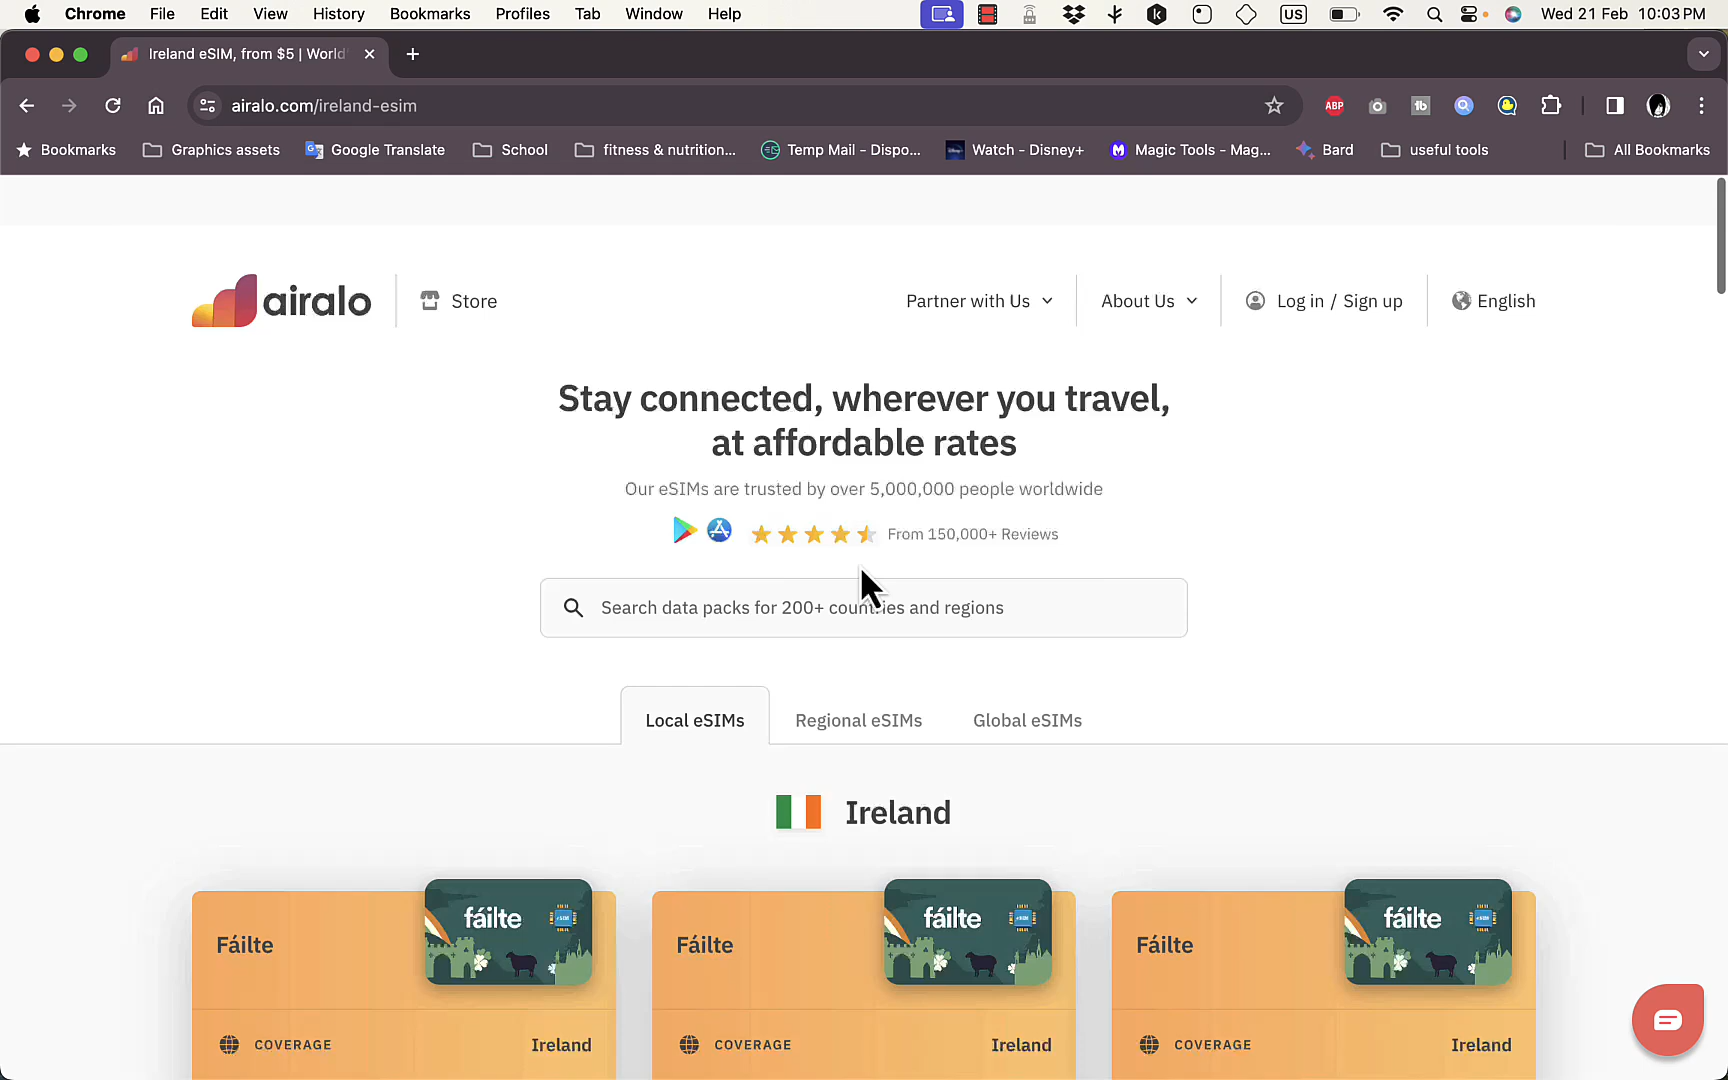 Chrome File Edit View History Bookmarks Profiles Tab Window Help US Wed 21 Feb 10:03 PM
Ireland eSIM, from $5 | World
airalo.com/ireland-esim ABP tb
Bookmarks Graphics assets Google Translate School fitness & nutrition... Temp Mail - Dispo... Watch - Disney+ Magic Tools - Mag... Bard useful tools All Bookmarks
airalo Store Partner with Us About Us Log in / Sign up English
Stay connected, wherever you travel,
at affordable rates
Our eSIMs are trusted by over 5,000,000 people worldwide
From 150,000+ Reviews
Search data packs for 200+ countries and regions
Local eSIMs Regional eSIMs Global eSIMs
Ireland
fáilte fáilte fáilte
Fáilte Fáilte Fáilte
COVERAGE Ireland COVERAGE Ireland COVERAGE Ireland